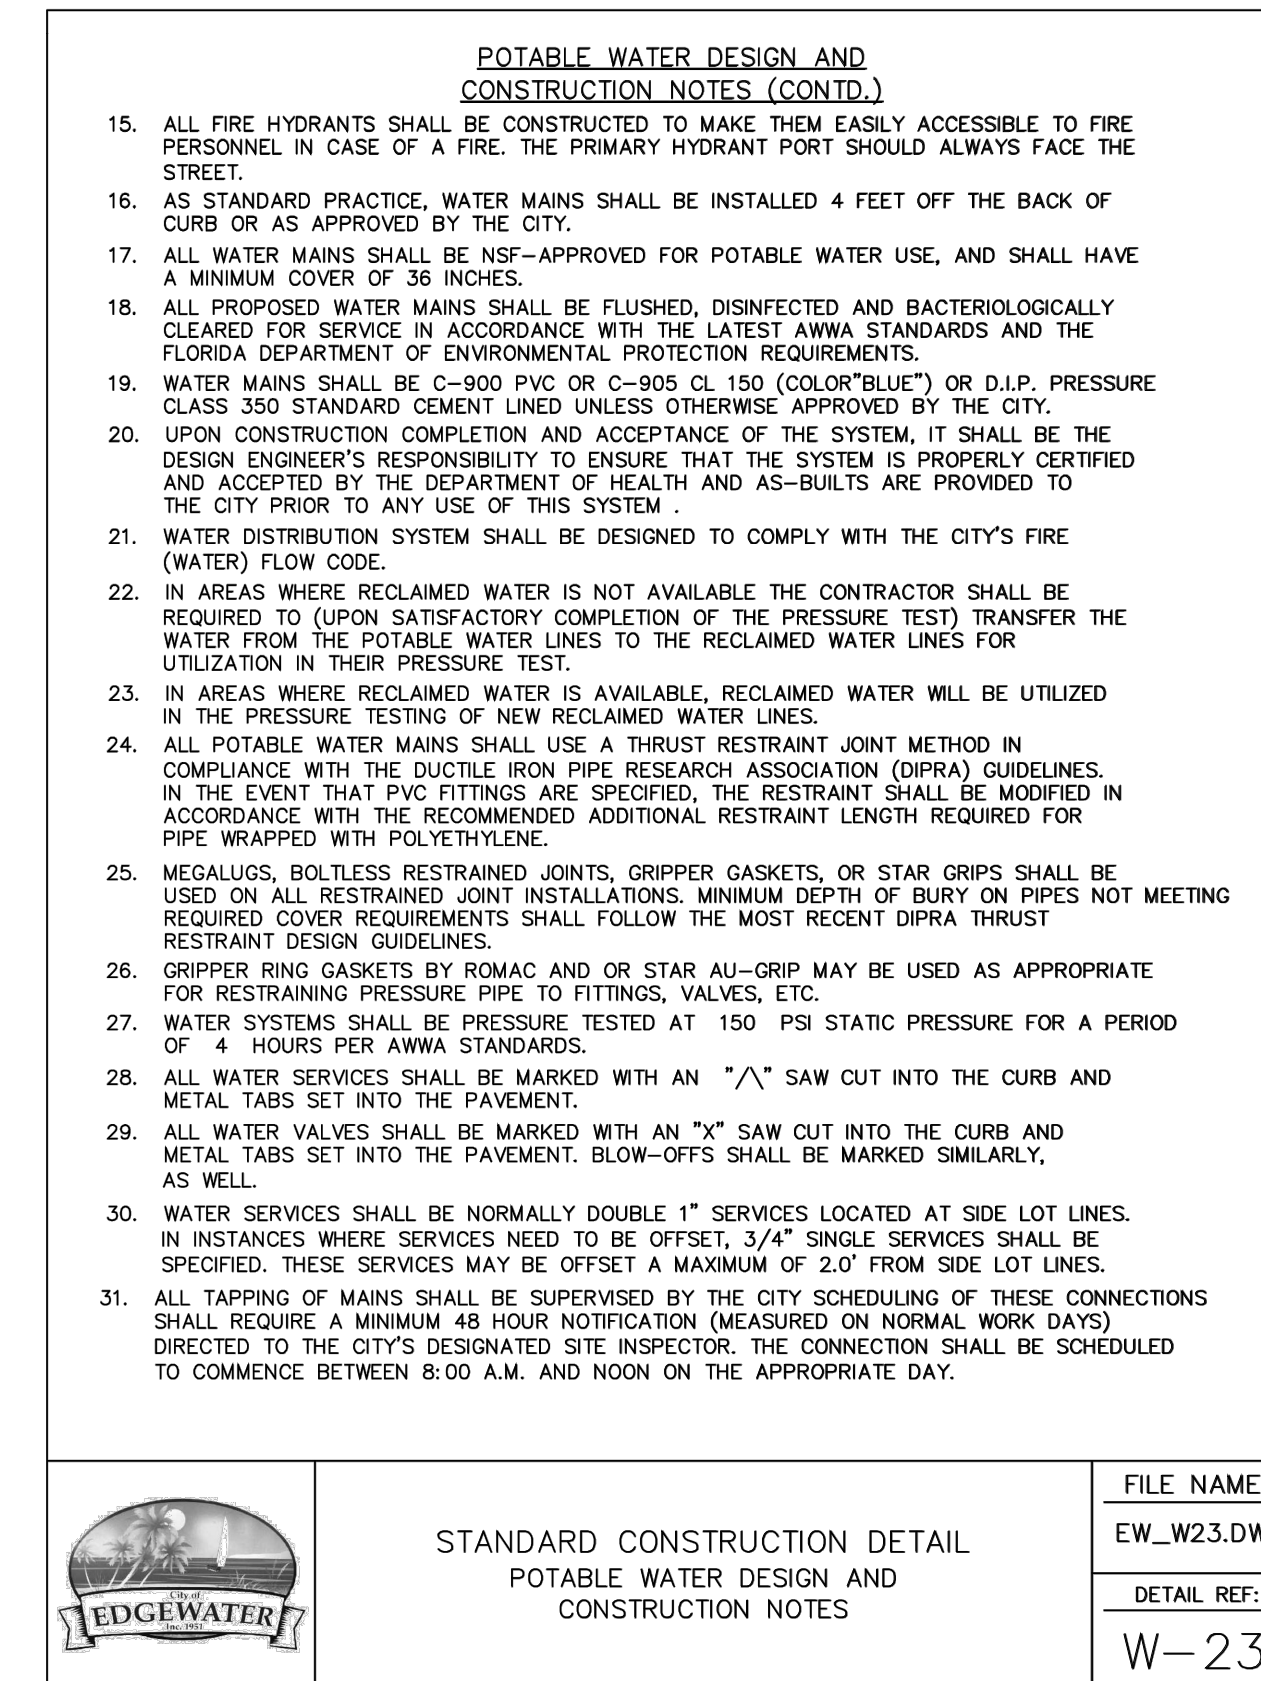 POTABLE WATER DESIGN AND
CONSTRUCTION NOTES (CONTD.)
15. ALL FIRE HYDRANTS SHALL BE CONSTRUCTED TO MAKE THEM EASILY ACCESSIBLE TO FIRE
PERSONNEL IN CASE OF A FIRE. THE PRIMARY HYDRANT PORT SHOULD ALWAYS FACE THE
STREET.
16. AS STANDARD PRACTICE, WATER MAINS SHALL BE INSTALLED 4 FEET OFF THE BACK OF
CURB OR AS APPROVED BY THE CITY.
17. ALL WATER MAINS SHALL BE NSF-APPROVED FOR POTABLE WATER USE, AND SHALL HAVE
A MINIMUM COVER OF 36 INCHES.
18. ALL PROPOSED WATER MAINS SHALL BE FLUSHED, DISINFECTED AND BACTERIOLOGICALLY
CLEARED FOR SERVICE IN ACCORDANCE WITH THE LATEST AWWA STANDARDS AND THE
FLORIDA DEPARTMENT OF ENVIRONMENTAL PROTECTION REQUIREMENTS.
19. WATER MAINS SHALL BE C-900 PVC OR C-905 CL 150 (COLOR"BLUE") OR D.I.P. PRESSURE
CLASS 350 STANDARD CEMENT LINED UNLESS OTHERWISE APPROVED BY THE CITY.
20. UPON CONSTRUCTION COMPLETION AND ACCEPTANCE OF THE SYSTEM, IT SHALL BE THE
DESIGN ENGINEER'S RESPONSIBILITY TO ENSURE THAT THE SYSTEM IS PROPERLY CERTIFIED
AND ACCEPTED BY THE DEPARTMENT OF HEALTH AND AS-BUILTS ARE PROVIDED TO
THE CITY PRIOR TO ANY USE OF THIS SYSTEM .
21. WATER DISTRIBUTION SYSTEM SHALL BE DESIGNED TO COMPLY WITH THE CITY'S FIRE
(WATER) FLOW CODE.
22. IN AREAS WHERE RECLAIMED WATER IS NOT AVAILABLE THE CONTRACTOR SHALL BE
REQUIRED TO (UPON SATISFACTORY COMPLETION OF THE PRESSURE TEST) TRANSFER THE
WATER FROM THE POTABLE WATER LINES TO THE RECLAIMED WATER LINES FOR
UTILIZATION IN THEIR PRESSURE TEST.
23. IN AREAS WHERE RECLAIMED WATER IS AVAILABLE, RECLAIMED WATER WILL BE UTILIZED
IN THE PRESSURE TESTING OF NEW RECLAIMED WATER LINES.
24. ALL POTABLE WATER MAINS SHALL USE A THRUST RESTRAINT JOINT METHOD IN
COMPLIANCE WITH THE DUCTILE IRON PIPE RESEARCH ASSOCIATION (DIPRA) GUIDELINES.
IN THE EVENT THAT PVC FITTINGS ARE SPECIFIED, THE RESTRAINT SHALL BE MODIFIED IN
ACCORDANCE WITH THE RECOMMENDED ADDITIONAL RESTRAINT LENGTH REQUIRED FOR
PIPE WRAPPED WITH POLYETHYLENE.
25. MEGALUGS, BOLTLESS RESTRAINED JOINTS, GRIPPER GASKETS, OR STAR GRIPS SHALL BE
USED ON ALL RESTRAINED JOINT INSTALLATIONS. MINIMUM DEPTH OF BURY ON PIPES NOT MEETING
REQUIRED COVER REQUIREMENTS SHALL FOLLOW THE MOST RECENT DIPRA THRUST
RESTRAINT DESIGN GUIDELINES.
26. GRIPPER RING GASKETS BY ROMAC AND OR STAR AU-GRIP MAY BE USED AS APPROPRIATE
FOR RESTRAINING PRESSURE PIPE TO FITTINGS, VALVES, ETC.
27. WATER SYSTEMS SHALL BE PRESSURE TESTED AT 150 PSI STATIC PRESSURE FOR A PERIOD
OF 4 HOURS PER AWWA STANDARDS.
28. ALL WATER SERVICES SHALL BE MARKED WITH AN "/\" SAW CUT INTO THE CURB AND
METAL TABS SET INTO THE PAVEMENT.
29. ALL WATER VALVES SHALL BE MARKED WITH AN "X" SAW CUT INTO THE CURB AND
METAL TABS SET INTO THE PAVEMENT. BLOW-OFFS SHALL BE MARKED SIMILARLY,
AS WELL.
30. WATER SERVICES SHALL BE NORMALLY DOUBLE 1" SERVICES LOCATED AT SIDE LOT LINES.
IN INSTANCES WHERE SERVICES NEED TO BE OFFSET, 3/4" SINGLE SERVICES SHALL BE
SPECIFIED. THESE SERVICES MAY BE OFFSET A MAXIMUM OF 2.0' FROM SIDE LOT LINES.
31. ALL TAPPING OF MAINS SHALL BE SUPERVISED BY THE CITY SCHEDULING OF THESE CONNECTIONS
SHALL REQUIRE A MINIMUM 48 HOUR NOTIFICATION (MEASURED ON NORMAL WORK DAYS)
DIRECTED TO THE CITY'S DESIGNATED SITE INSPECTOR. THE CONNECTION SHALL BE SCHEDULED
TO COMMENCE BETWEEN 8:00 A.M. AND NOON ON THE APPROPRIATE DAY.
City of
EDGEWATER
Inc. 1951
STANDARD CONSTRUCTION DETAIL
POTABLE WATER DESIGN AND
CONSTRUCTION NOTES
FILE NAME
EW_W23.DW
DETAIL REF:
W-23